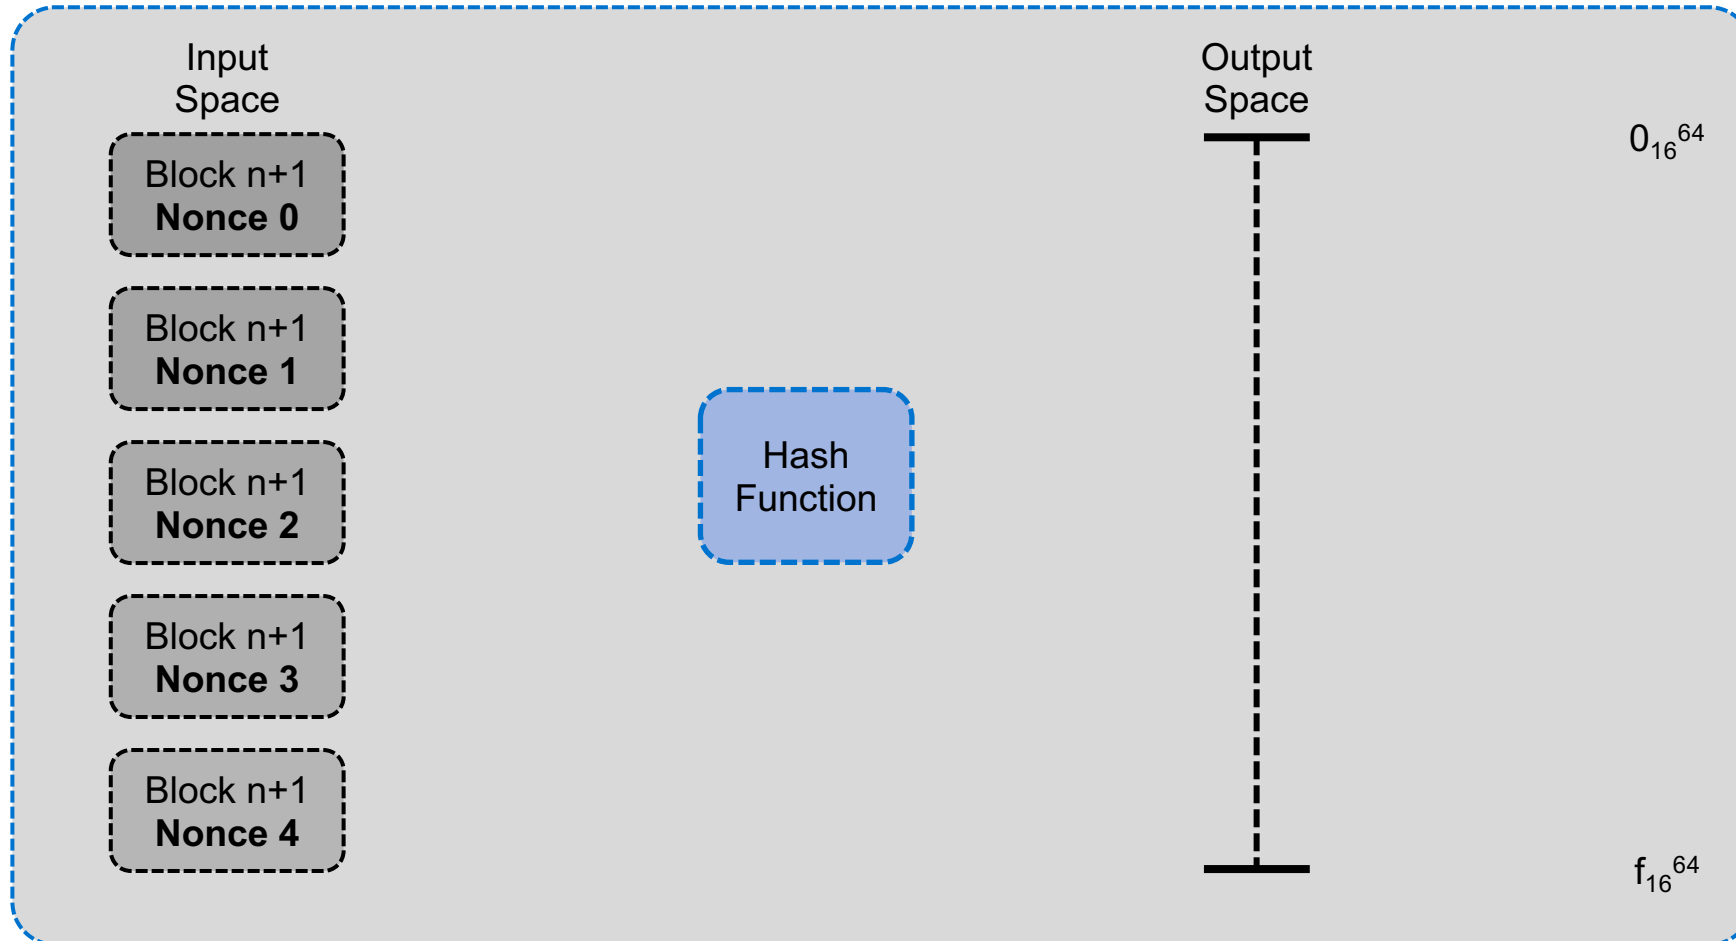 Input
Space
Block n+1
Nonce 0
Block n+1
Nonce 1
Block n+1
Nonce 2
Block n+1
Nonce 3
Block n+1
Nonce 4
Hash
Function
Output
Space
0₁₆⁶⁴
f₁₆⁶⁴